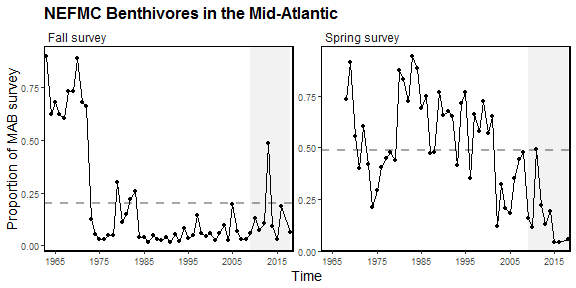 NEFMC Benthivores in the Mid-Atlantic
Fall survey
Spring survey
Proportion of MAB survey
0.75
0.50
0.25
0.00
0.75
0.50
0.25
0.00
1965 1975 1985 1995 2005 2015
1965 1975 1985 1995 2005 2015
Time